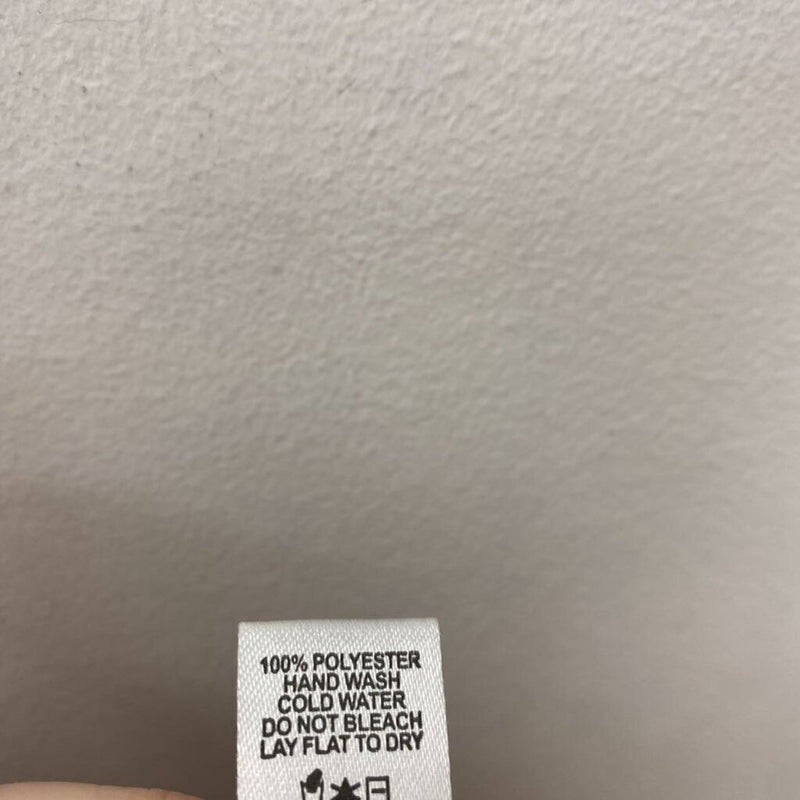 100% POLYESTER
HAND WASH
COLD WATER
DO NOT BLEACH
LAY FLAT TO DRY